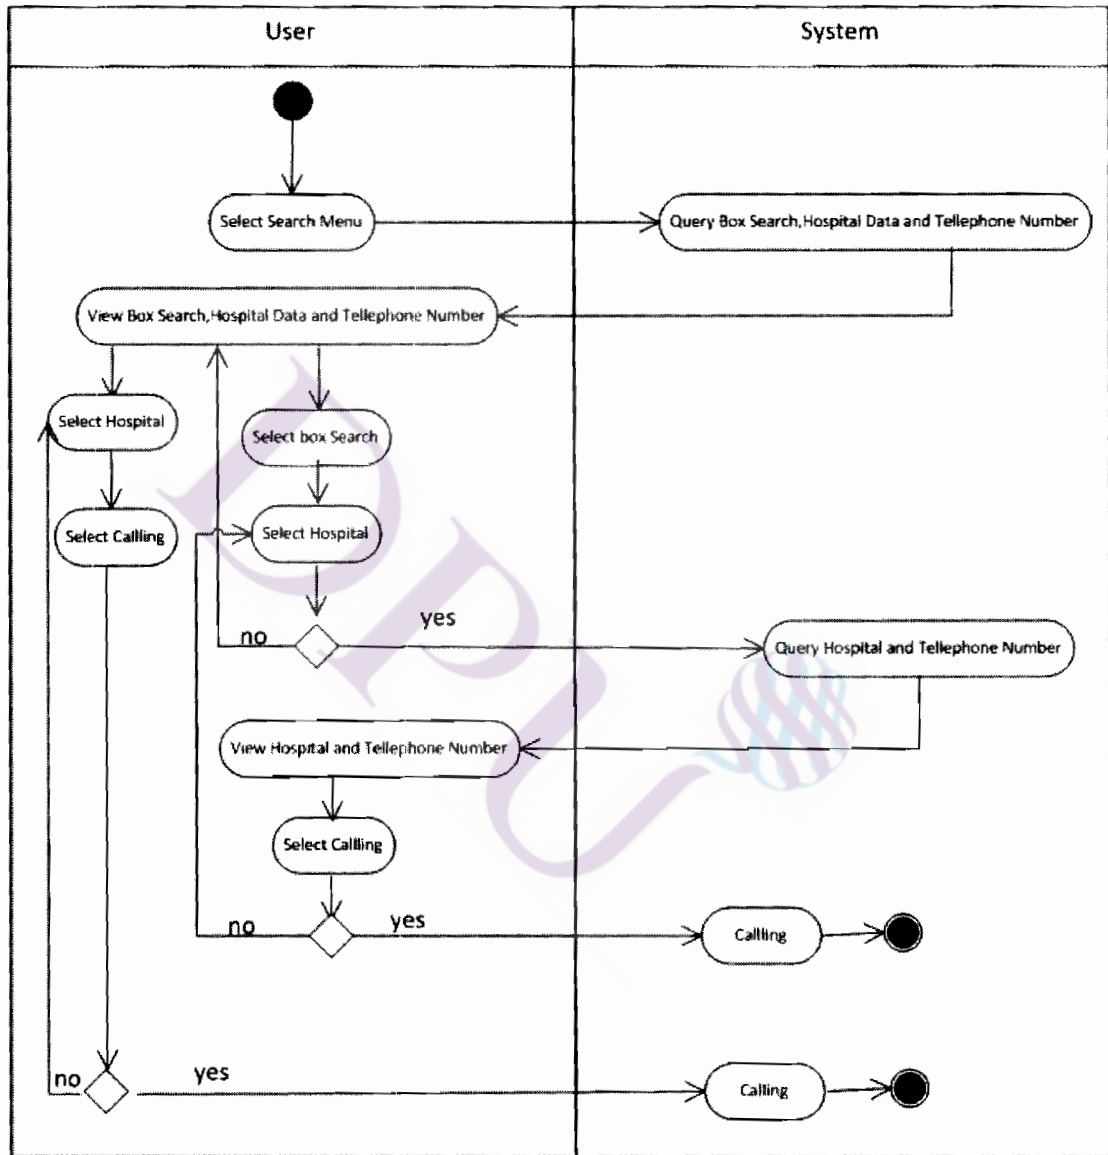 User
System
Select Search Menu
Query Box Search,Hospital Data and Tellephone Number
View Box Search,Hospital Data and Tellephone Number
Select Hospital
Select box Search
Select Callling
Select Hospital
no
yes
Query Hospital and Tellephone Number
View Hospital and Tellephone Number
Select Callling
no
yes
Callling
no
yes
Calling
DPU